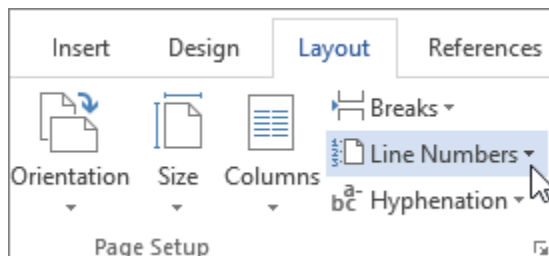 Insert Design Layout References
Breaks
Line Numbers
Orientation Size Columns
Hyphenation
Page Setup